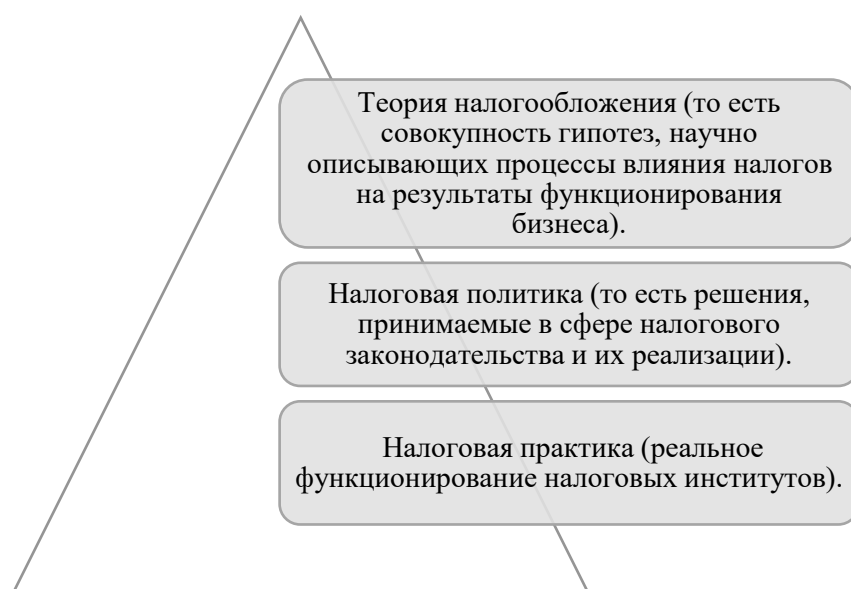 Теория налогообложения (то есть
совокупность гипотез, научно
описывающих процессы влияния налогов
на результаты функционирования
бизнеса).
Налоговая политика (то есть решения,
принимаемые в сфере налогового
законодательства и их реализации).
Налоговая практика (реальное
функционирование налоговых институтов).